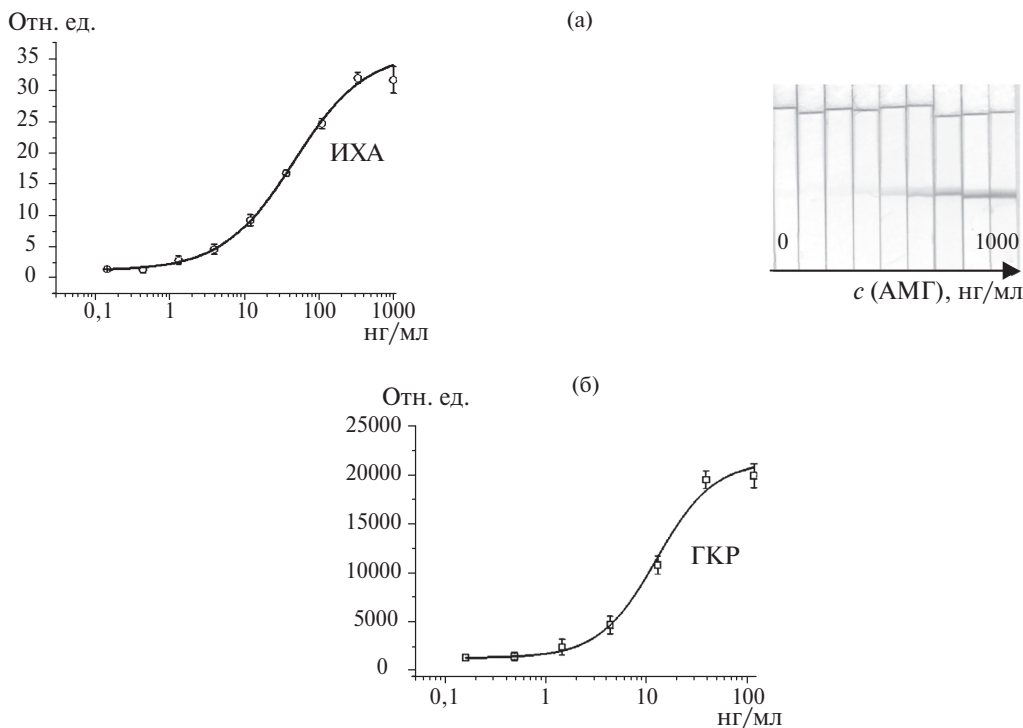 Отн. ед.
(а)
35
30
25
20
15
10
5
0
ИХА
0,1 1 10 100 1000
нг/мл
0 1000
c (АМГ), нг/мл
(б)
Отн. ед.
25000
20000
15000
10000
5000
0
ГКР
0,1 1 10 100
нг/мл